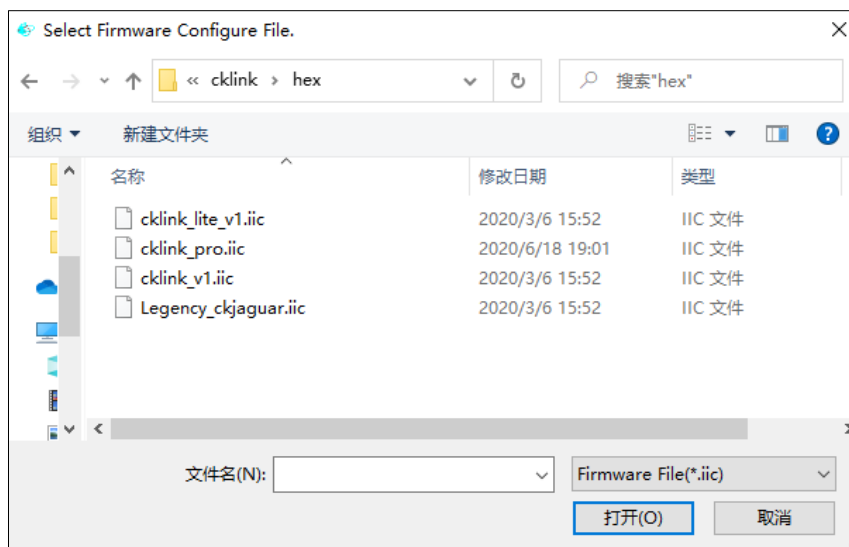 Select Firmware Configure File.
« cklink › hex
搜索"hex"
组织
新建文件夹
名称 修改日期 类型
cklink_lite_v1.iic 2020/3/6 15:52 IIC 文件
cklink_pro.iic 2020/6/18 19:01 IIC 文件
cklink_v1.iic 2020/3/6 15:52 IIC 文件
Legency_ckjaguar.iic 2020/3/6 15:52 IIC 文件
文件名(N): Firmware File(*.iic)
打开(O) 取消